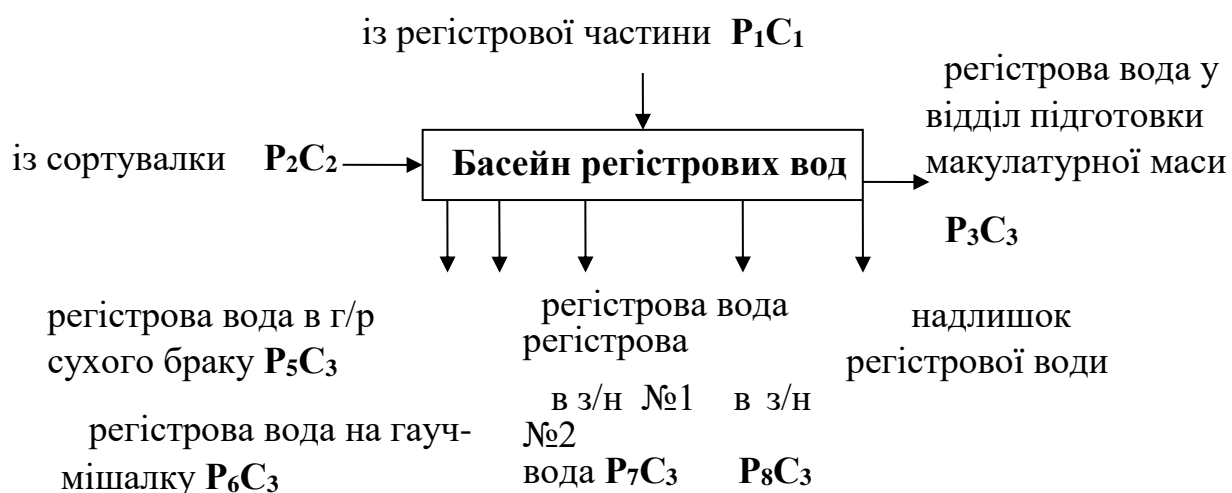 із регістрової частини P₁C₁
регістрова вода у
відділ підготовки
макулатурної маси
P₃C₃
із сортувалки P₂C₂
Басейн регістрових вод
регістрова вода в г/р
сухого браку P₅C₃
регістрова вода на гауч-
мішалку P₆C₃
регістрова вода
регістрова
в з/н №1 в з/н
№2
вода P₇C₃ P₈C₃
надлишок
регістрової води